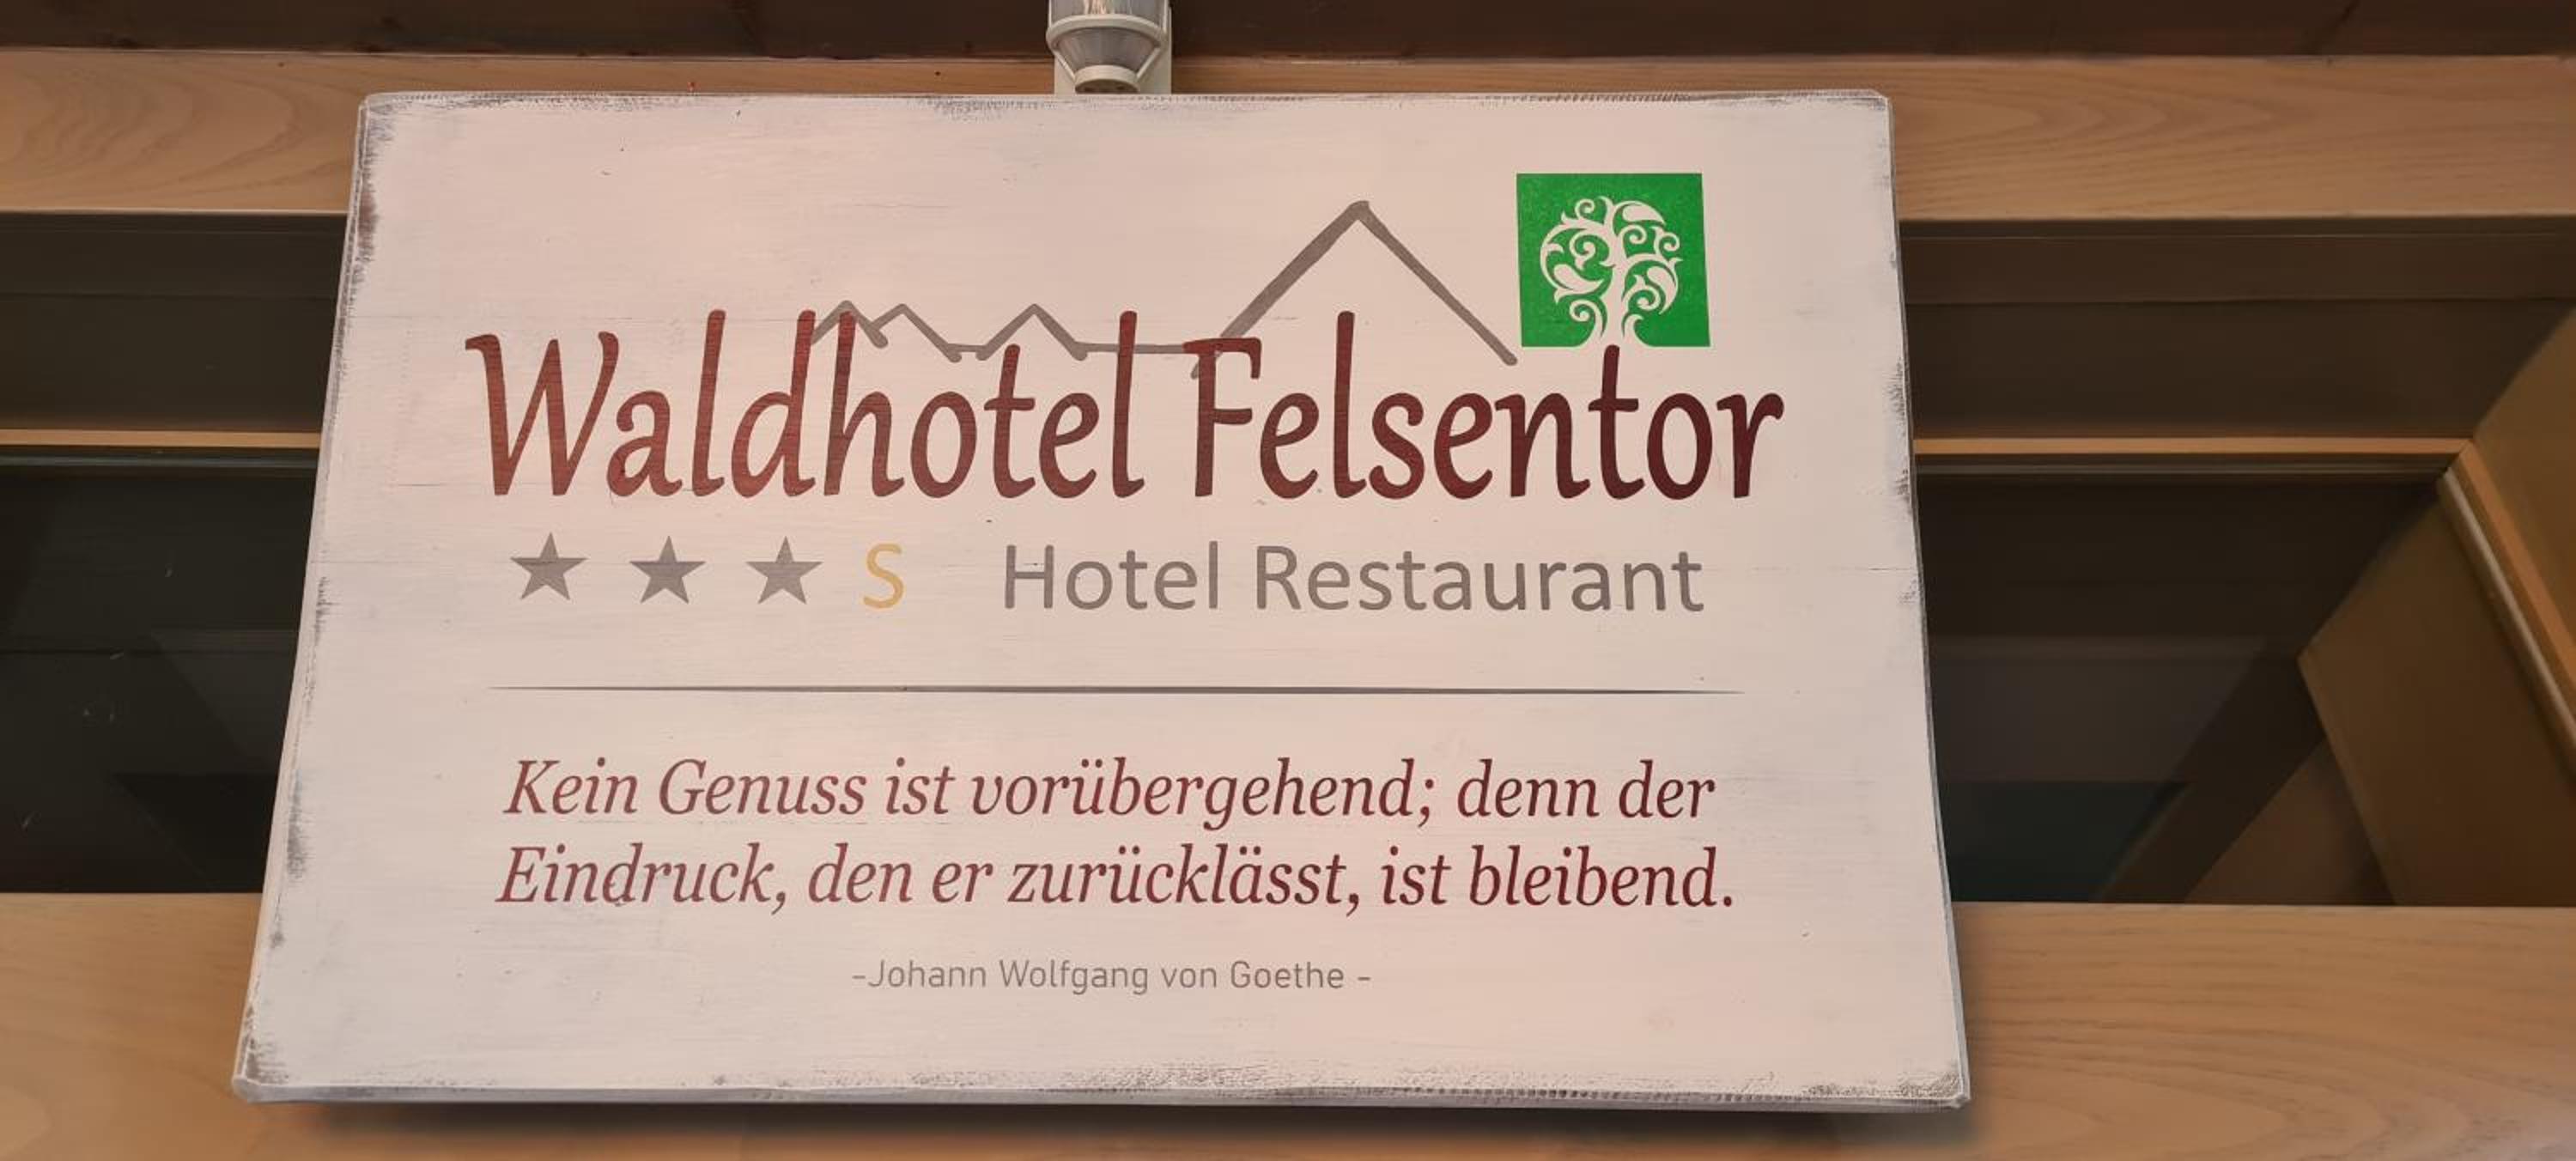 Waldhotel Felsentor
★ ★ ★ S Hotel Restaurant
Kein Genuss ist vorübergehend; denn der
Eindruck, den er zurücklässt, ist bleibend.
-Johann Wolfgang von Goethe -